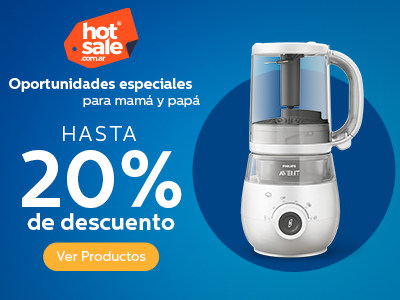 hot
sale
.com.ar
Oportunidades especiales
para mamá y papá
HASTA
20%
de descuento
Ver Productos
PHILIPS
AVENT